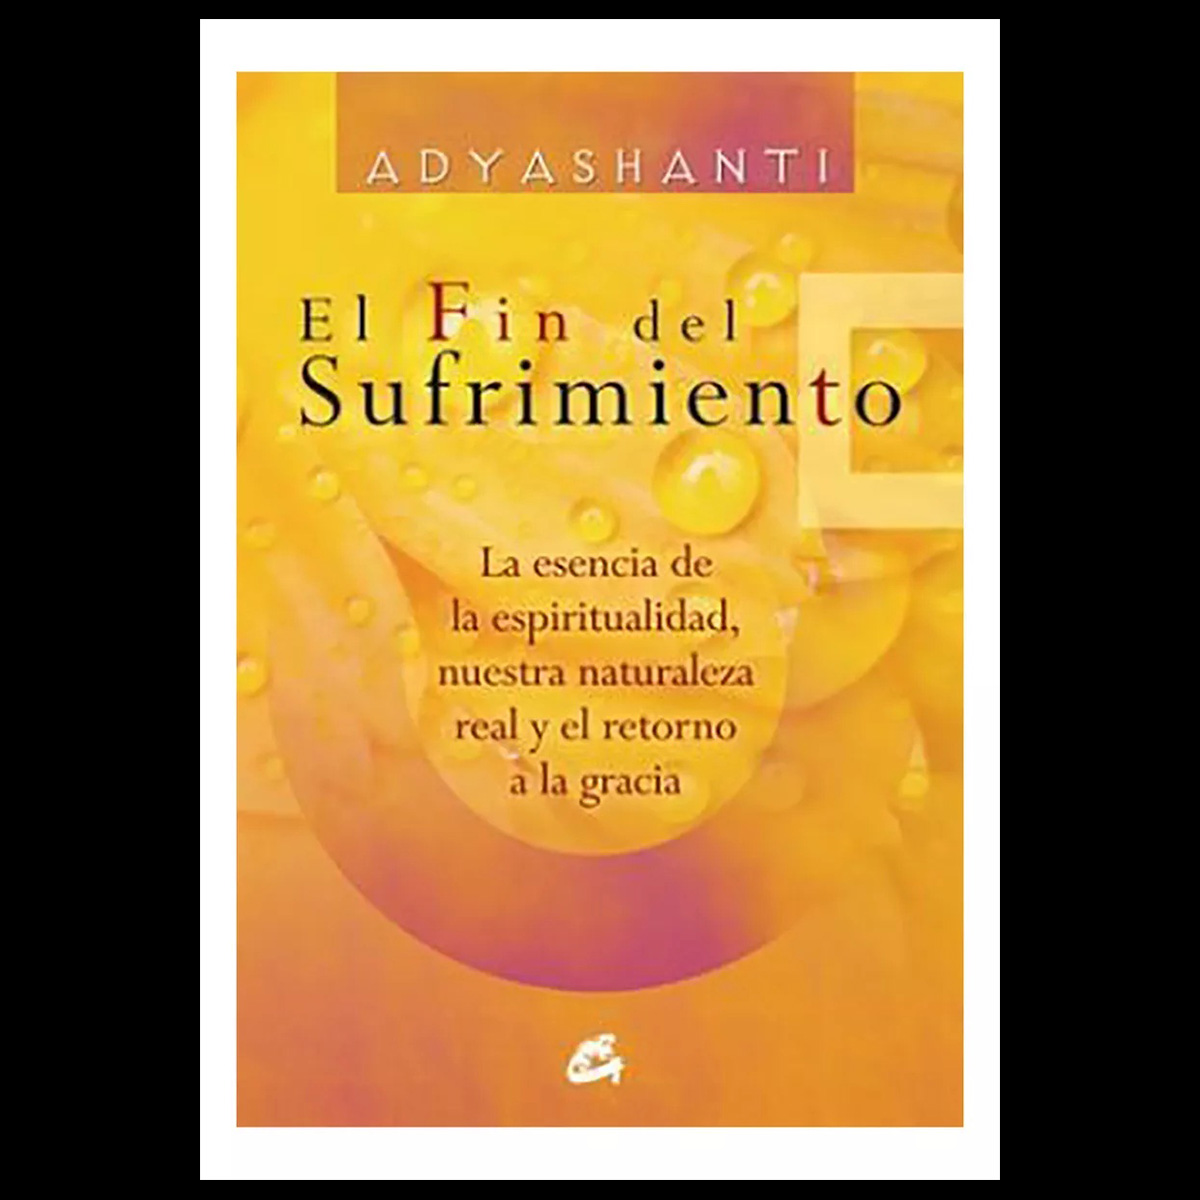 ADYASHANTI
El Fin del
Sufrimiento
La esencia de
la espiritualidad,
nuestra naturaleza
real y el retorno
a la gracia